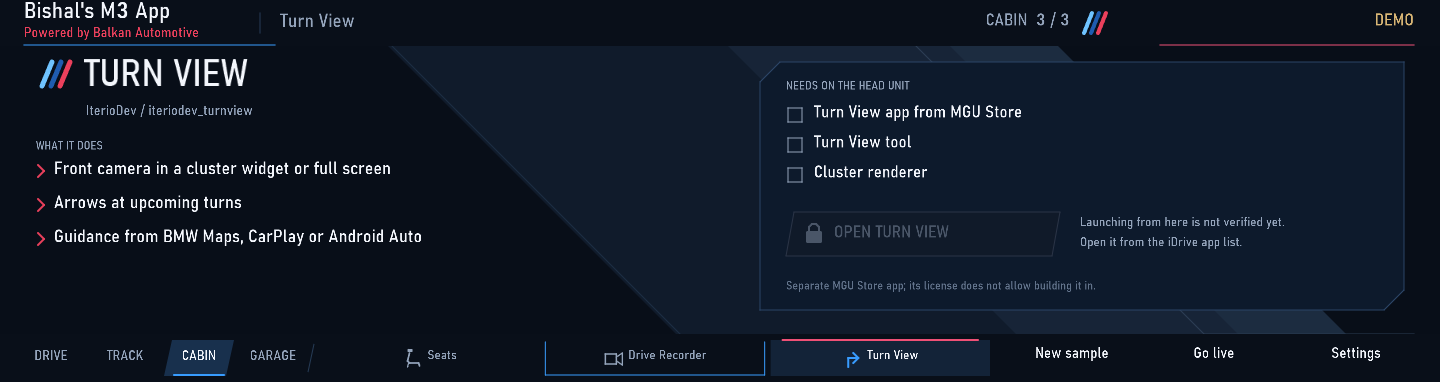 Bishal's M3 App
Powered by Balkan Automotive
Turn View
CABIN 3 / 3
DEMO
TURN VIEW
IterioDev / iteriodev_turnview
WHAT IT DOES
Front camera in a cluster widget or full screen
Arrows at upcoming turns
Guidance from BMW Maps, CarPlay or Android Auto
NEEDS ON THE HEAD UNIT
Turn View app from MGU Store
Turn View tool
Cluster renderer
OPEN TURN VIEW
Launching from here is not verified yet.
Open it from the iDrive app list.
Separate MGU Store app; its license does not allow building it in.
DRIVE
TRACK
CABIN
GARAGE
Seats
Drive Recorder
Turn View
New sample
Go live
Settings